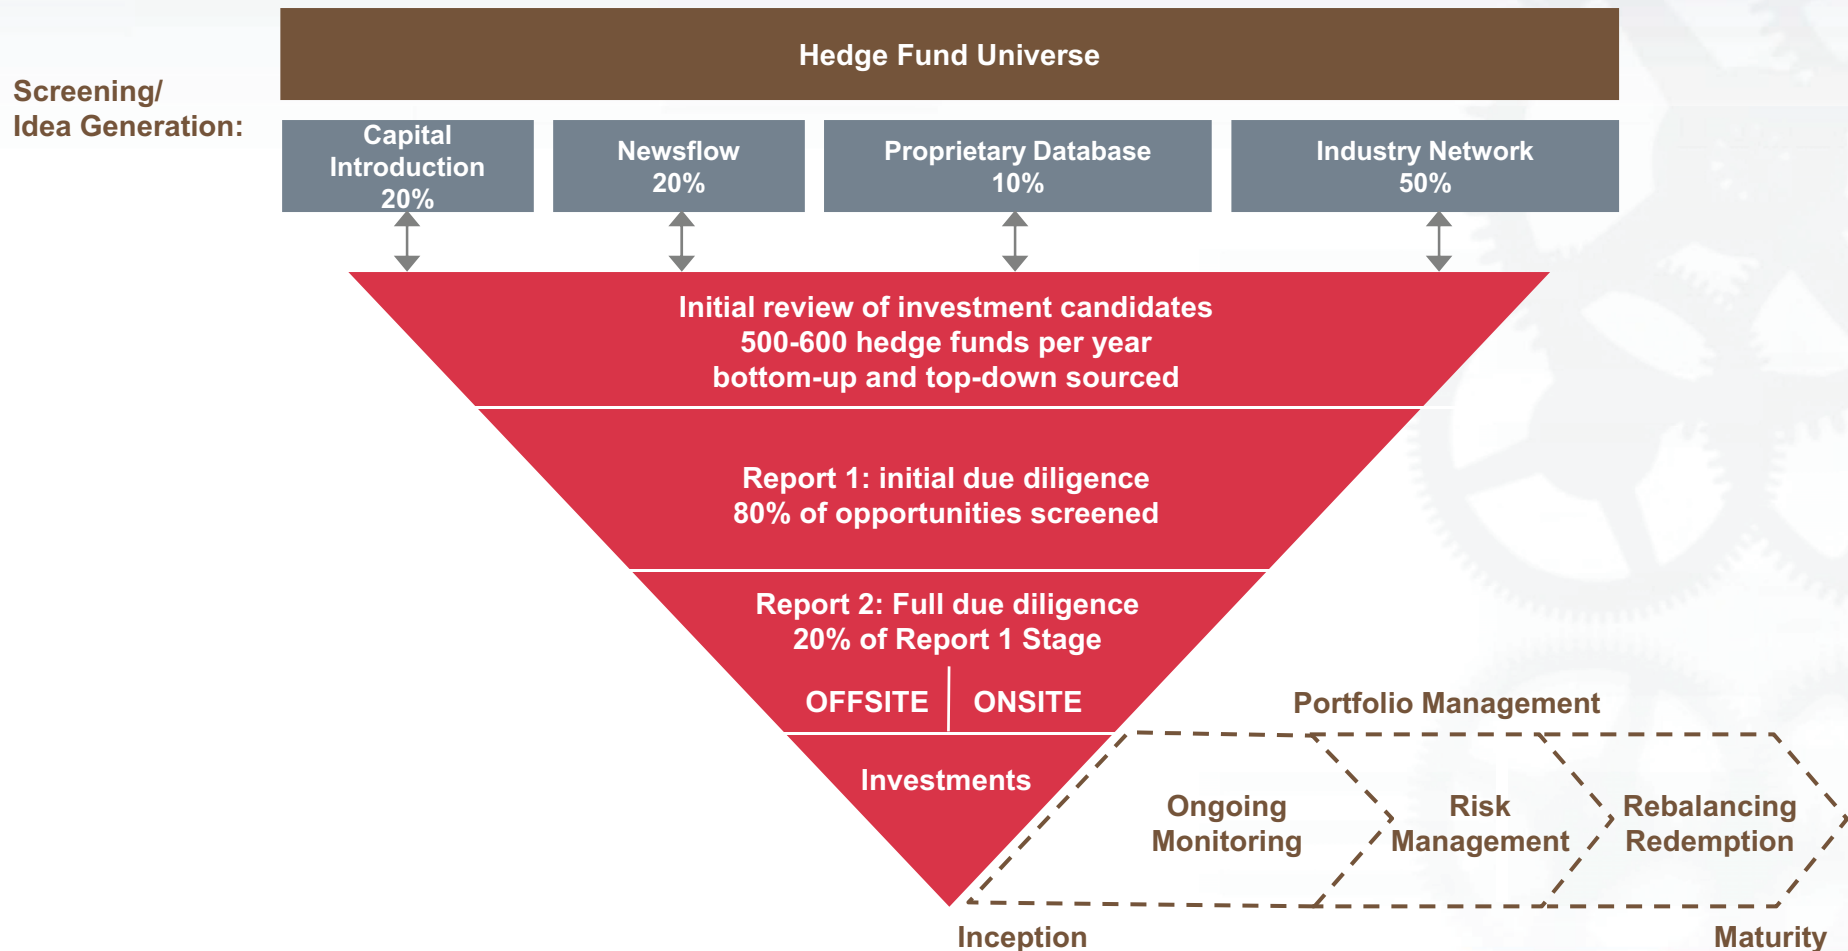 Hedge Fund Universe
Screening/
Idea Generation:
Capital
Introduction
20%
Newsflow
20%
Proprietary Database
10%
Industry Network
50%
Initial review of investment candidates
500-600 hedge funds per year
bottom-up and top-down sourced
Report 1: initial due diligence
80% of opportunities screened
Report 2: Full due diligence
20% of Report 1 Stage
OFFSITE
ONSITE
Investments
Portfolio Management
Ongoing
Monitoring
Risk
Management
Rebalancing
Redemption
Inception
Maturity